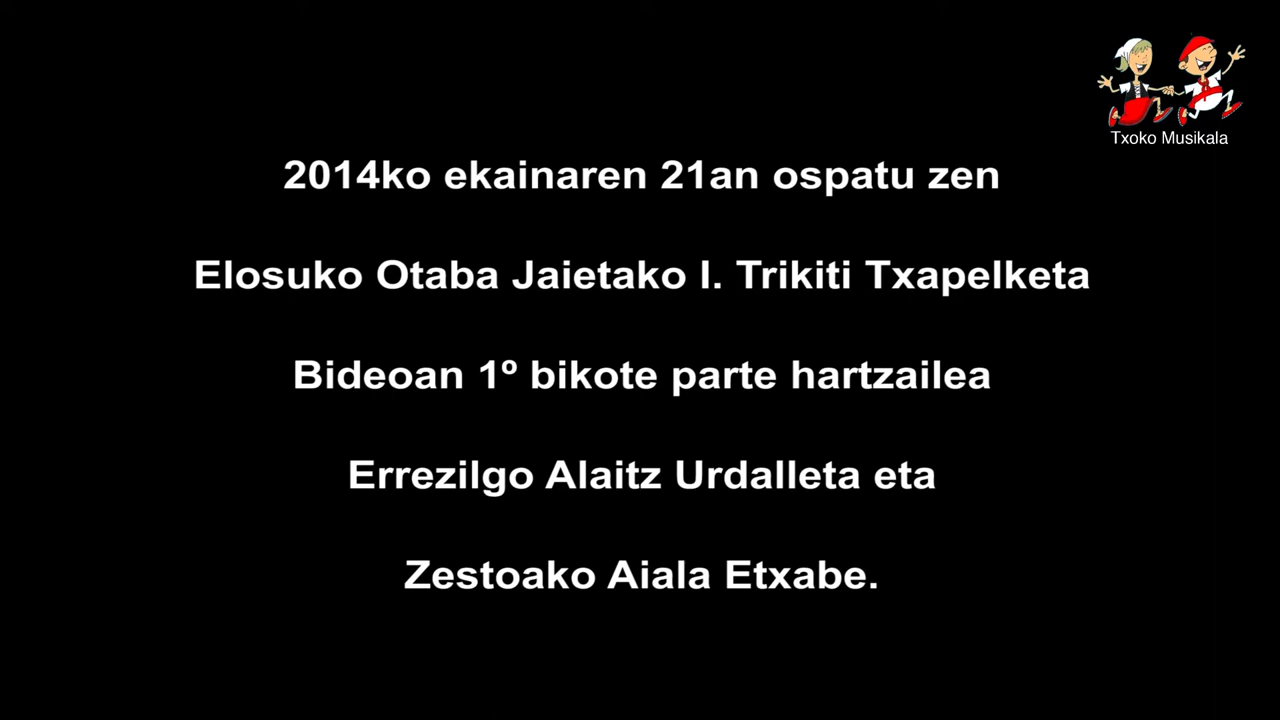 Txoko Musikala
2014ko ekainaren 21an ospatu zen
Elosuko Otaba Jaietako I. Trikiti Txapelketa
Bideoan 1º bikote parte hartzailea
Errezilgo Alaitz Urdalleta eta
Zestoako Aiala Etxabe.